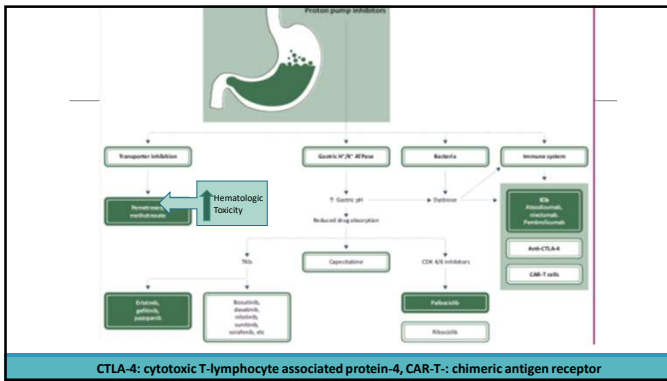 Proton pump inhibitors
Transporter inhibition
Gastric H⁺/K⁺ ATPase
Bacteria
Immune system
Pemetrexed,
methotrexate
Hematologic
Toxicity
↑ Gastric pH
Dysbiosis
ICIs
Atezolizumab,
nivolumab,
Pembrolizumab
Reduced drug absorption
Anti-CTLA-4
CAR-T cells
TKIs
Capecitabine
CDK 4/6 inhibitors
Erlotinib,
gefitinib,
pazopanib
Bosutinib,
dasatinib,
nilotinib,
sunitinib,
sorafenib, etc
Palbociclib
Ribociclib
CTLA-4: cytotoxic T-lymphocyte associated protein-4, CAR-T-: chimeric antigen receptor